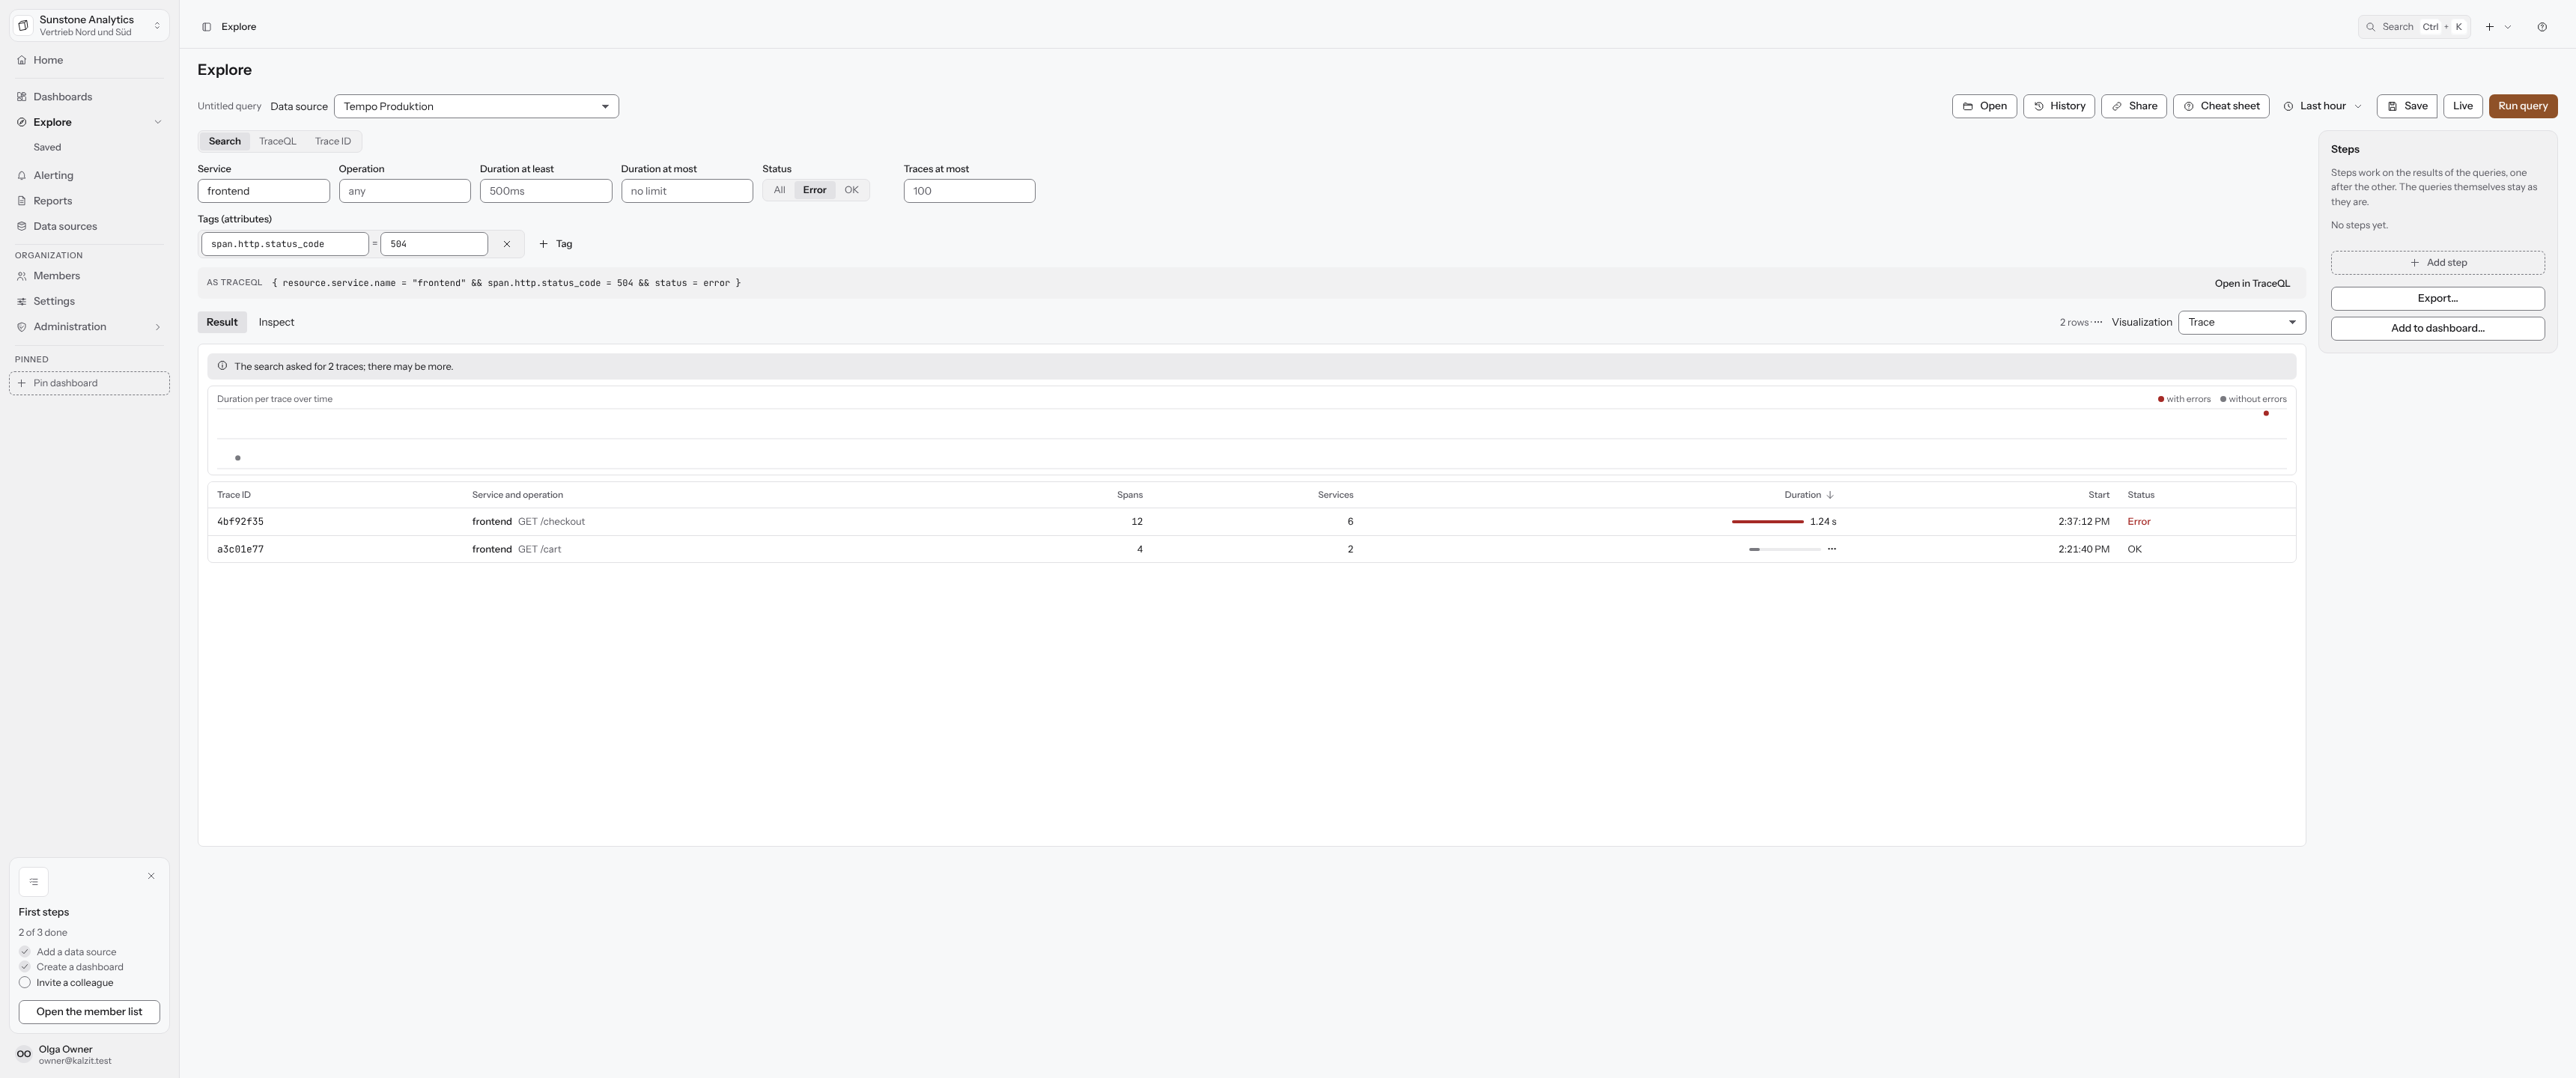 Sunstone Analytics
Vertrieb Nord und Süd
Home
Dashboards
Explore
Saved
Alerting
Reports
Data sources
ORGANIZATION
Members
Settings
Administration
PINNED
Pin dashboard
First steps
2 of 3 done
Add a data source
Create a dashboard
Invite a colleague
Open the member list
OO
Olga Owner
owner@kalzit.test
Explore
Search Ctrl + K
Explore
Untitled query Data source Tempo Produktion
Open History Share Cheat sheet Last hour Save Live Run query
Search TraceQL Trace ID
Service Operation Duration at least Duration at most Status Traces at most
frontend any 500ms no limit All Error OK 100
Tags (attributes)
span.http.status_code = 504 Tag
AS TRACEQL { resource.service.name = "frontend" && span.http.status_code = 504 && status = error } Open in TraceQL
Result Inspect 2 rows · ... Visualization Trace
The search asked for 2 traces; there may be more.
Duration per trace over time with errors without errors
Trace ID Service and operation Spans Services Duration ↓ Start Status
4bf92f35 frontend GET /checkout 12 6 1.24 s 2:37:12 PM Error
a3c01e77 frontend GET /cart 4 2 ... 2:21:40 PM OK
Steps
Steps work on the results of the queries, one
after the other. The queries themselves stay as
they are.
No steps yet.
Add step
Export...
Add to dashboard...